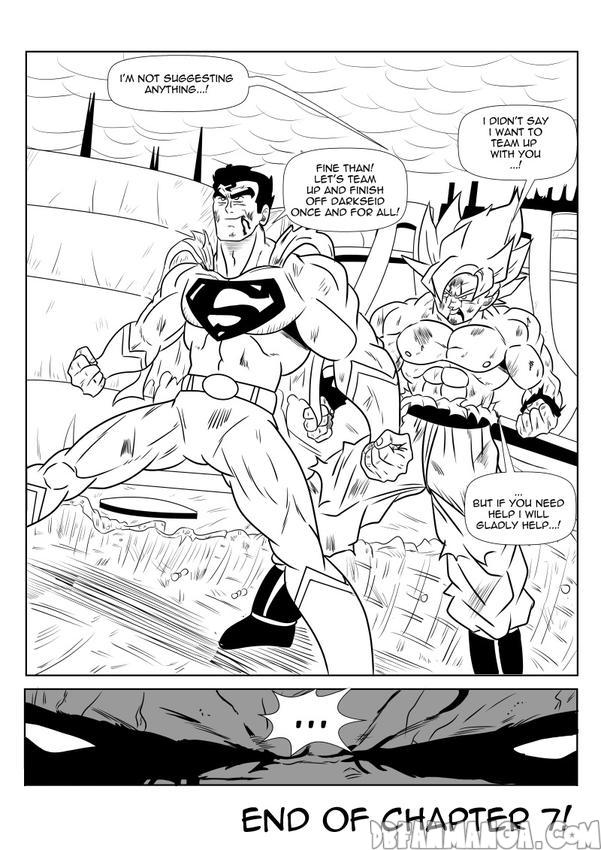 I'M NOT SUGGESTING
ANYTHING...!
I DIDN'T SAY
I WANT TO
TEAM UP
WITH YOU
...!
FINE THAN!
LET'S TEAM
UP AND FINISH
OFF DARKSEID
ONCE AND FOR ALL!
S
...
BUT IF YOU NEED
HELP I WILL
GLADLY HELP...!
...
END OF CHAPTER 7!
DBFANMANGA.COM